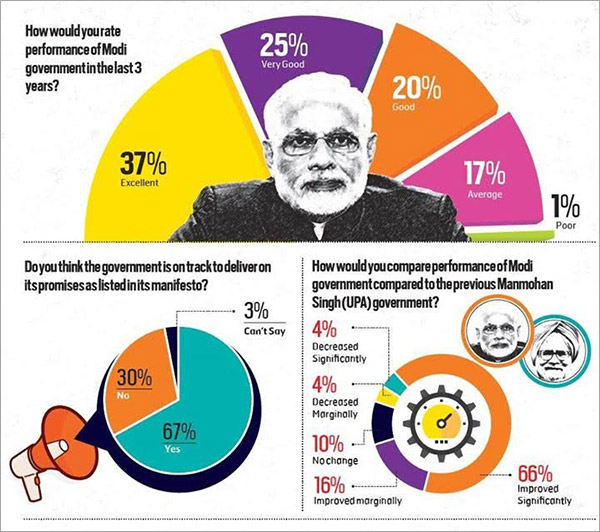 How would you rate
performance of Modi
government in the last 3
years?
37%
Excellent
25%
Very Good
20%
Good
17%
Average
1%
Poor
Do you think the government is on track to deliver on
its promises as listed in its manifesto?
3%
Can't Say
30%
No
67%
Yes
How would you compare performance of Modi
government compared to the previous Manmohan
Singh (UPA) government?
4%
Decreased
Significantly
4%
Decreased
Marginally
10%
No change
16%
Improved marginally
66%
Improved
Significantly